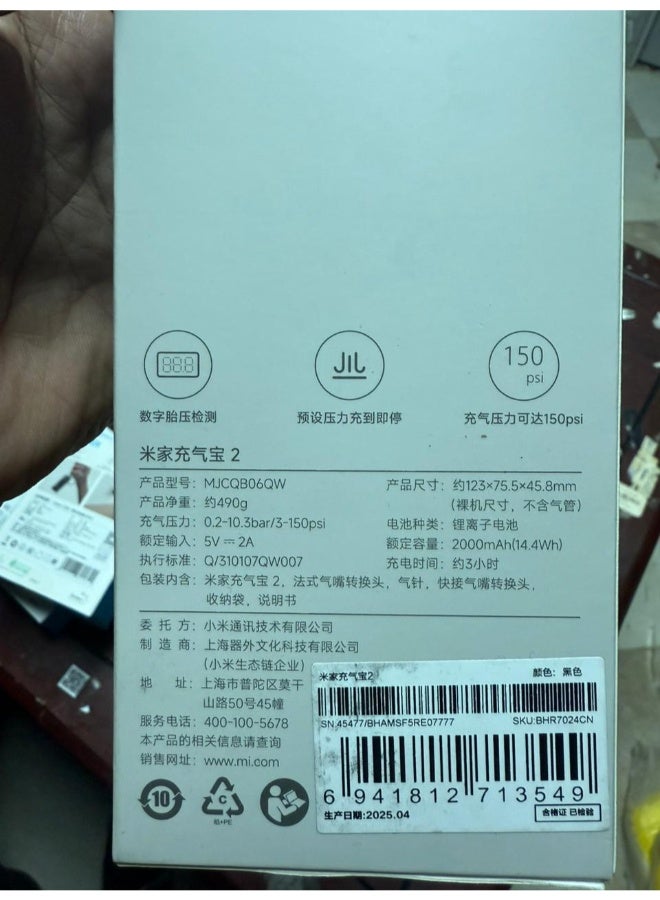 150
psi
数字胎压检测
预设压力充到即停
充气压力可达150psi
米家充气宝 2
产品型号：MJCQB06QW
产品净重：约490g
充气压力：0.2-10.3bar/3-150psi
额定输入：5V⎓2A
执行标准：Q/310107QW007
产品尺寸：约123×75.5×45.8mm
（裸机尺寸，不含气管）
电池种类：锂离子电池
额定容量：2000mAh(14.4Wh)
充电时间：约3小时
包装内含：米家充气宝 2，法式气嘴转换头，气针，快接气嘴转换头，
收纳袋，说明书
委 托 方：小米通讯技术有限公司
制 造 商：上海器外文化科技有限公司
（小米生态链企业）
地 址：上海市普陀区莫干
山路50号45幢
服务电话：400-100-5678
本产品的相关信息请查询
销售网址：www.mi.com
10
C
纸+PE
米家充气宝2
颜色：黑色
SN:45477/BHAMSF5RE07777
SKU:BHR7024CN
6 941812 713549
生产日期:2025.04
合格证 已检验